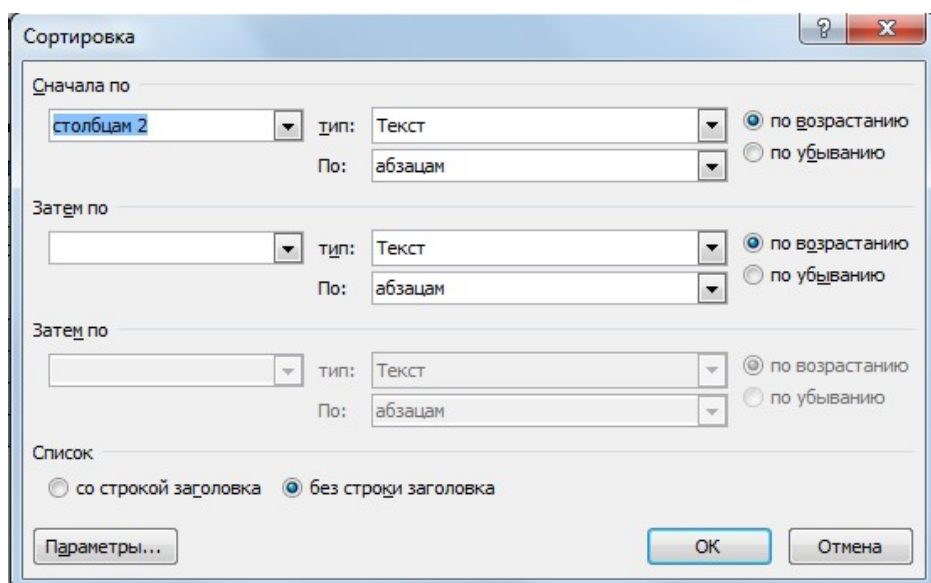 Сортировка
Сначала по
столбцам 2 тип: Текст по возрастанию
По: абзацам по убыванию
Затем по
тип: Текст по возрастанию
По: абзацам по убыванию
Затем по
тип: Текст по возрастанию
По: абзацам по убыванию
Список
со строкой заголовка без строки заголовка
Параметры... ОК Отмена